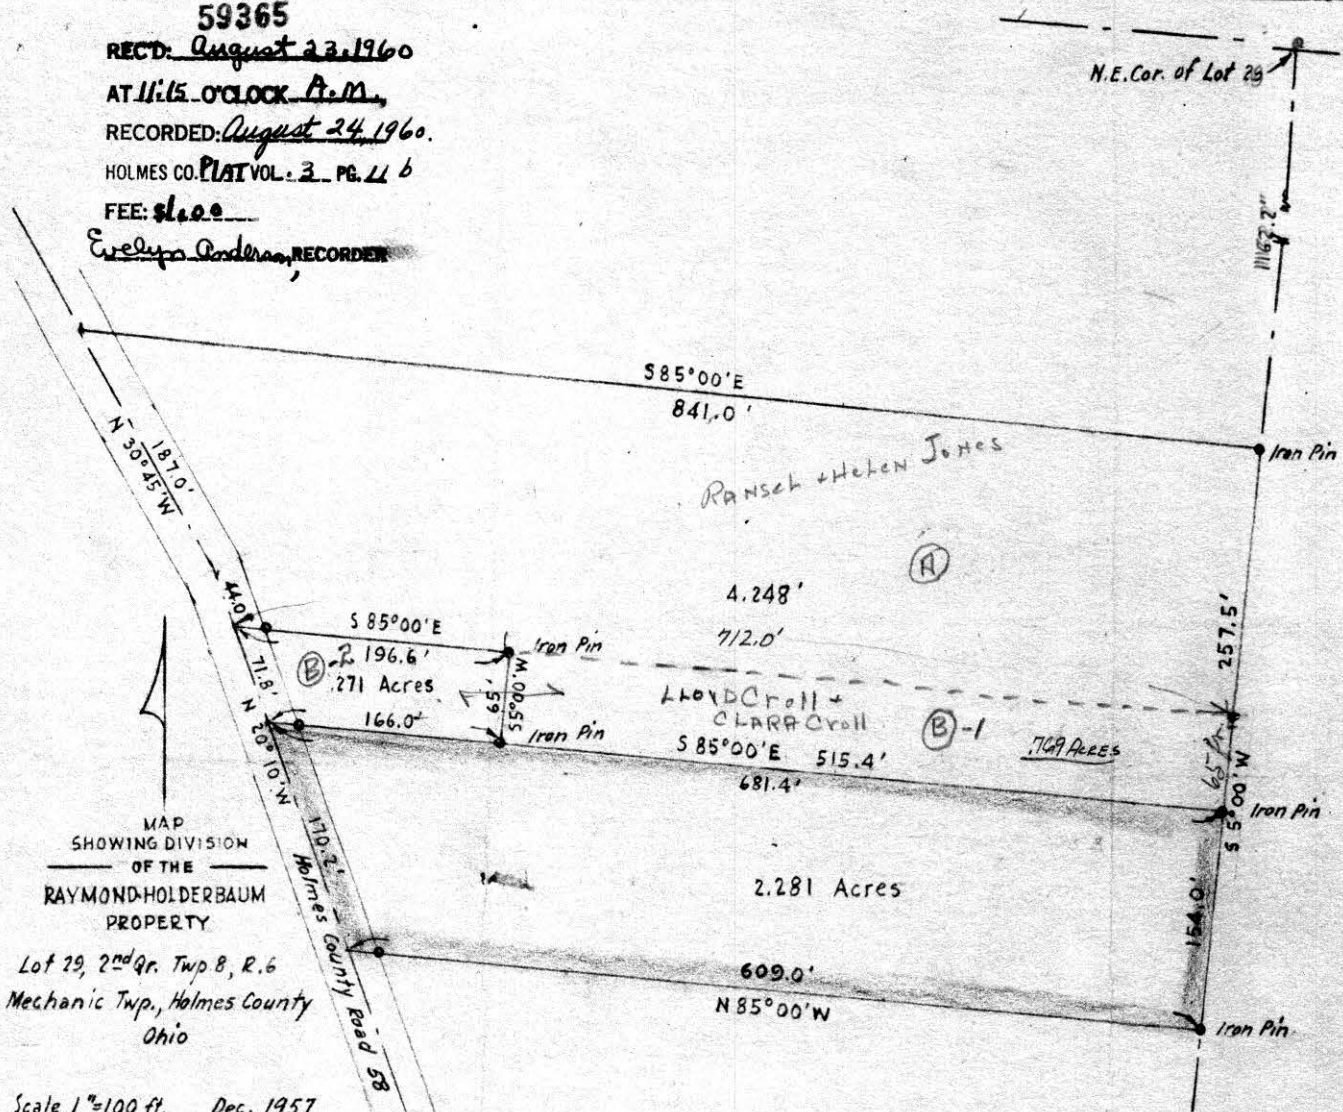 59365
REC'D: August 23, 1960
AT 11:15 O'CLOCK A.M.,
RECORDED: August 24, 1960.
HOLMES CO. PLAT VOL. 3 PG. 11 b
FEE: $1.00
Evelyn Anderson, RECORDER
N.E. Cor. of Lot 29
S 85°00'E
841.0'
Iron Pin
187.0'
N 30°45'W
RANSEL + HELEN JONES
A
4.248'
712.0'
257.5'
44.0'
S 85°00'E
196.6'
Iron Pin
B-2
.271 Acres
71.8'
65'
S5°00'W
166.0'
Iron Pin
LLOYD Croll +
CLARA Croll
B-1
.769 ACRES
S 85°00'E 515.4'
681.4'
S 5°00'W
Iron Pin
N 20°10'W
170.2'
Holmes County Road 58
2.281 Acres
154.0'
609.0'
N 85°00'W
Iron Pin
MAP
SHOWING DIVISION
OF THE
RAYMOND HOLDERBAUM
PROPERTY
Lot 29, 2nd Qr. Twp 8, R.6
Mechanic Twp., Holmes County
Ohio
Scale 1"=100 ft. Dec. 1957